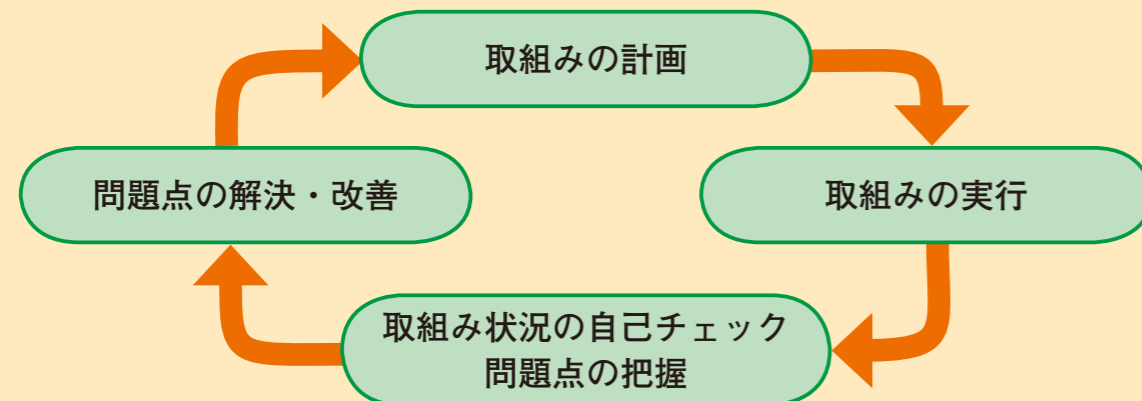 取組みの計画
問題点の解決・改善
取組みの実行
取組み状況の自己チェック
問題点の把握